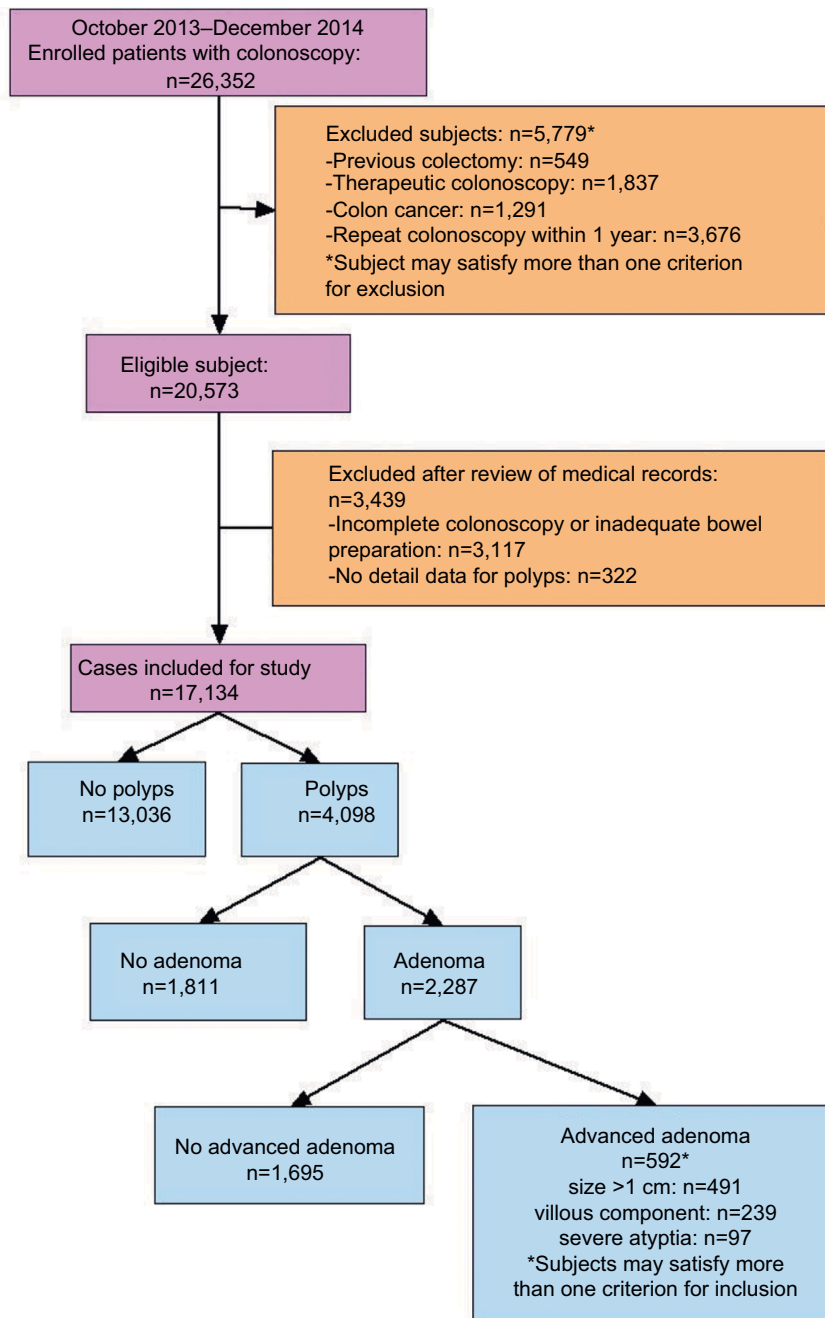 October 2013–December 2014
Enrolled patients with colonoscopy:
n=26,352
Excluded subjects: n=5,779*
-Previous colectomy: n=549
-Therapeutic colonoscopy: n=1,837
-Colon cancer: n=1,291
-Repeat colonoscopy within 1 year: n=3,676
*Subject may satisfy more than one criterion
for exclusion
Eligible subject:
n=20,573
Excluded after review of medical records:
n=3,439
-Incomplete colonoscopy or inadequate bowel
preparation: n=3,117
-No detail data for polyps: n=322
Cases included for study
n=17,134
No polyps
n=13,036
Polyps
n=4,098
No adenoma
n=1,811
Adenoma
n=2,287
No advanced adenoma
n=1,695
Advanced adenoma
n=592*
size >1 cm: n=491
villous component: n=239
severe atyptia: n=97
*Subjects may satisfy more
than one criterion for inclusion